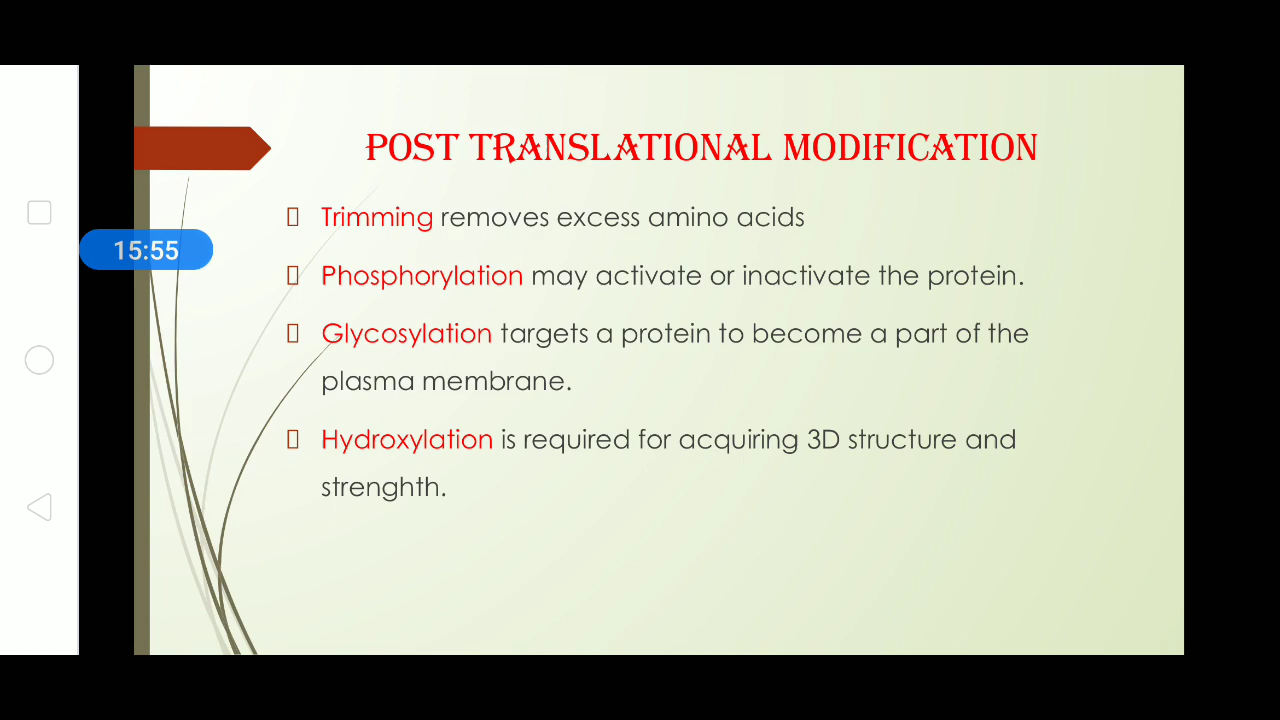 POST TRANSLATIONAL MODIFICATION
Trimming removes excess amino acids
15:55
Phosphorylation may activate or inactivate the protein.
Glycosylation targets a protein to become a part of the
plasma membrane.
Hydroxylation is required for acquiring 3D structure and
strenghth.